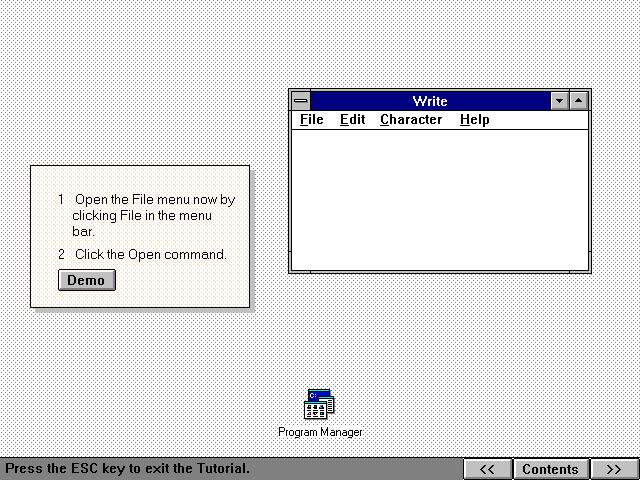 Write
File Edit Character Help
1 Open the File menu now by
clicking File in the menu
bar.
2 Click the Open command.
Demo
Program Manager
Press the ESC key to exit the Tutorial.
<< Contents >>